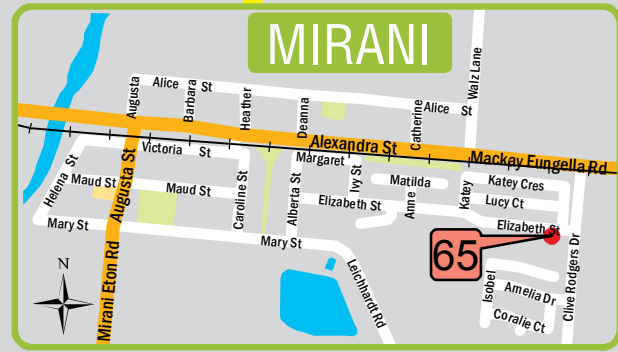 MIRANI
Alice St
Augusta
Barbara
Heather
Deanna
Catherine
Alice St
Walz Lane
Alexandra St
Mackay Eungella Rd
Victoria St
Margaret
Helena St
Maud St
Maud St
Augusta St
Caroline St
Alberta St
Ivy St
Elizabeth St
Matilda
Anne
Katey
Katey Cres
Lucy Ct
Elizabeth St
Mary St
Mary St
65
Clive Rodgers Dr
N
Mirani Eton Rd
Leichhardt Rd
Isobel
Amelia Dr
Coralie Ct